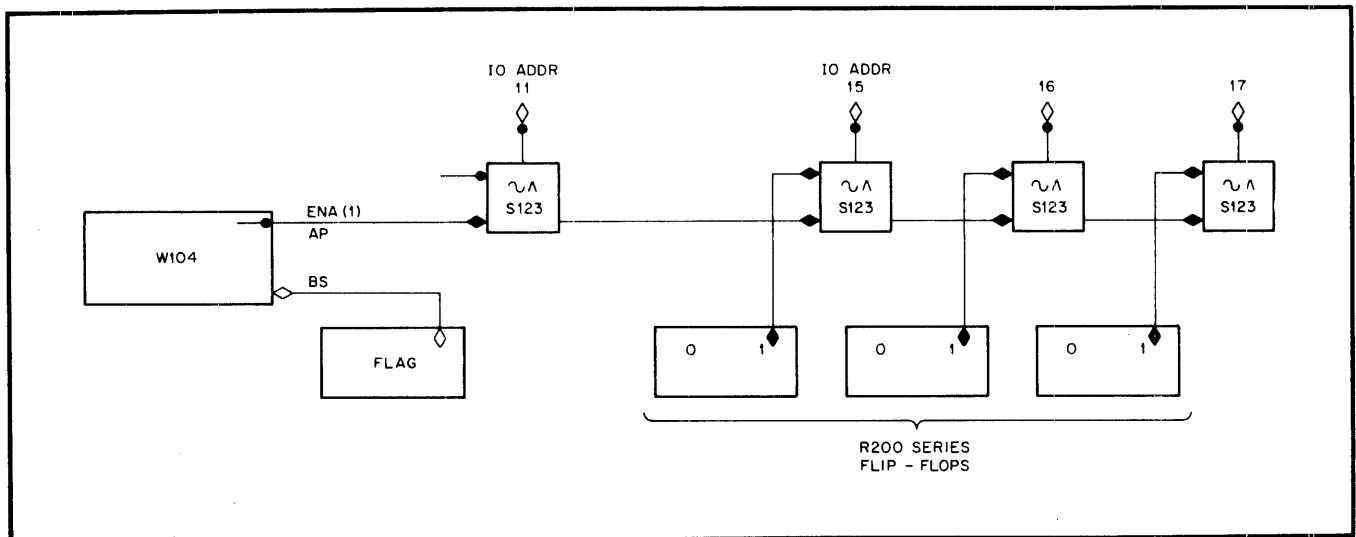 IO ADDR
11
IO ADDR
15
16
17
∿∧
S123
∿∧
S123
∿∧
S123
∿∧
S123
ENA (1)
AP
W104
BS
FLAG
0 1
0 1
0 1
R200 SERIES
FLIP - FLOPS